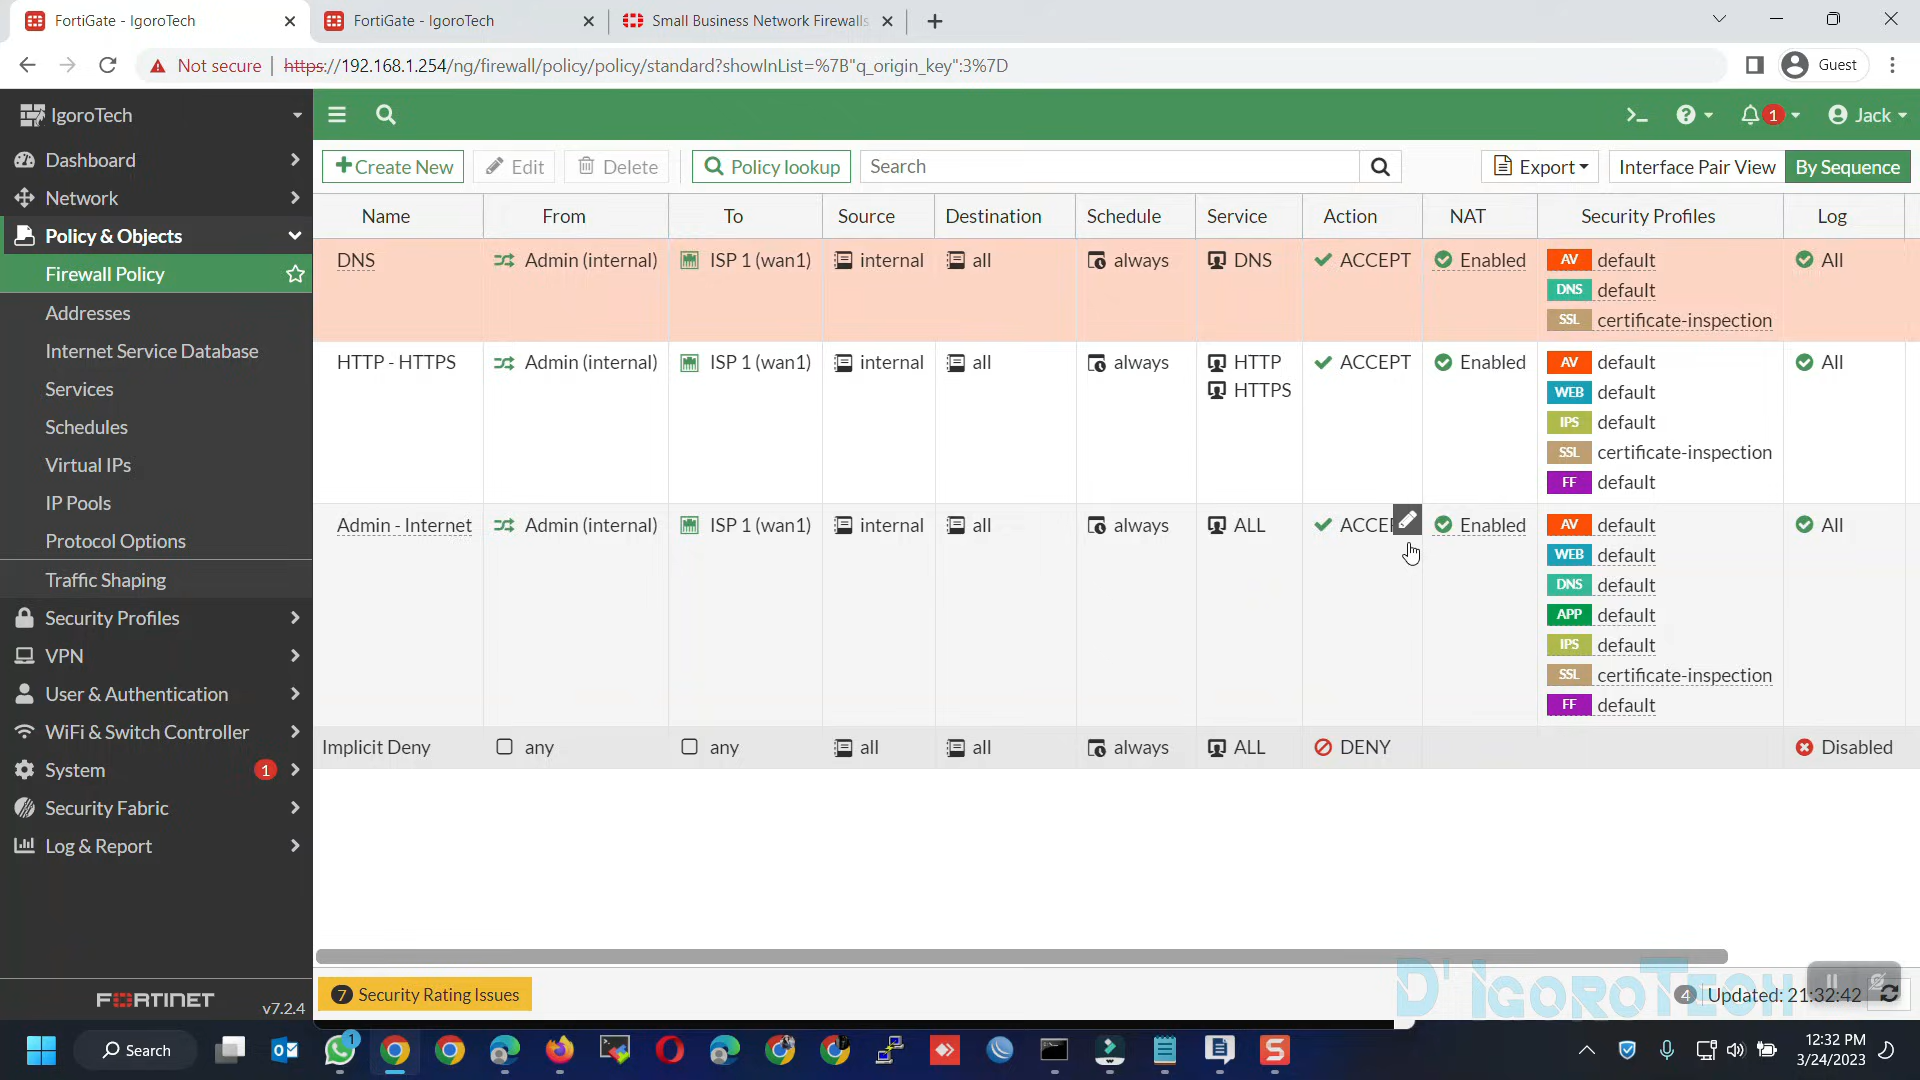 FortiGate - IgoroTech
FortiGate - IgoroTech
Small Business Network Firewalls
Not secure
https://192.168.1.254/ng/firewall/policy/policy/standard?showInList=%7B"q_origin_key":3%7D
Guest
IgoroTech
1
Jack
Dashboard
Network
Policy & Objects
Firewall Policy
Addresses
Internet Service Database
Services
Schedules
Virtual IPs
IP Pools
Protocol Options
Traffic Shaping
Security Profiles
VPN
User & Authentication
WiFi & Switch Controller
System 1
Security Fabric
Log & Report
FORTINET v7.2.4
Create New Edit Delete Policy lookup Search Export Interface Pair View By Sequence
Name From To Source Destination Schedule Service Action NAT Security Profiles Log
DNS Admin (internal) ISP 1 (wan1) internal all always DNS ACCEPT Enabled AV default All
DNS default
SSL certificate-inspection
HTTP - HTTPS Admin (internal) ISP 1 (wan1) internal all always HTTP ACCEPT Enabled AV default All
HTTPS WEB default
IPS default
SSL certificate-inspection
FF default
Admin - Internet Admin (internal) ISP 1 (wan1) internal all always ALL ACCE Enabled AV default All
WEB default
DNS default
APP default
IPS default
SSL certificate-inspection
FF default
Implicit Deny any any all all always ALL DENY Disabled
7 Security Rating Issues
D' IGOROTECH
4 Updated: 21:32:42
Search
1
12:32 PM
3/24/2023